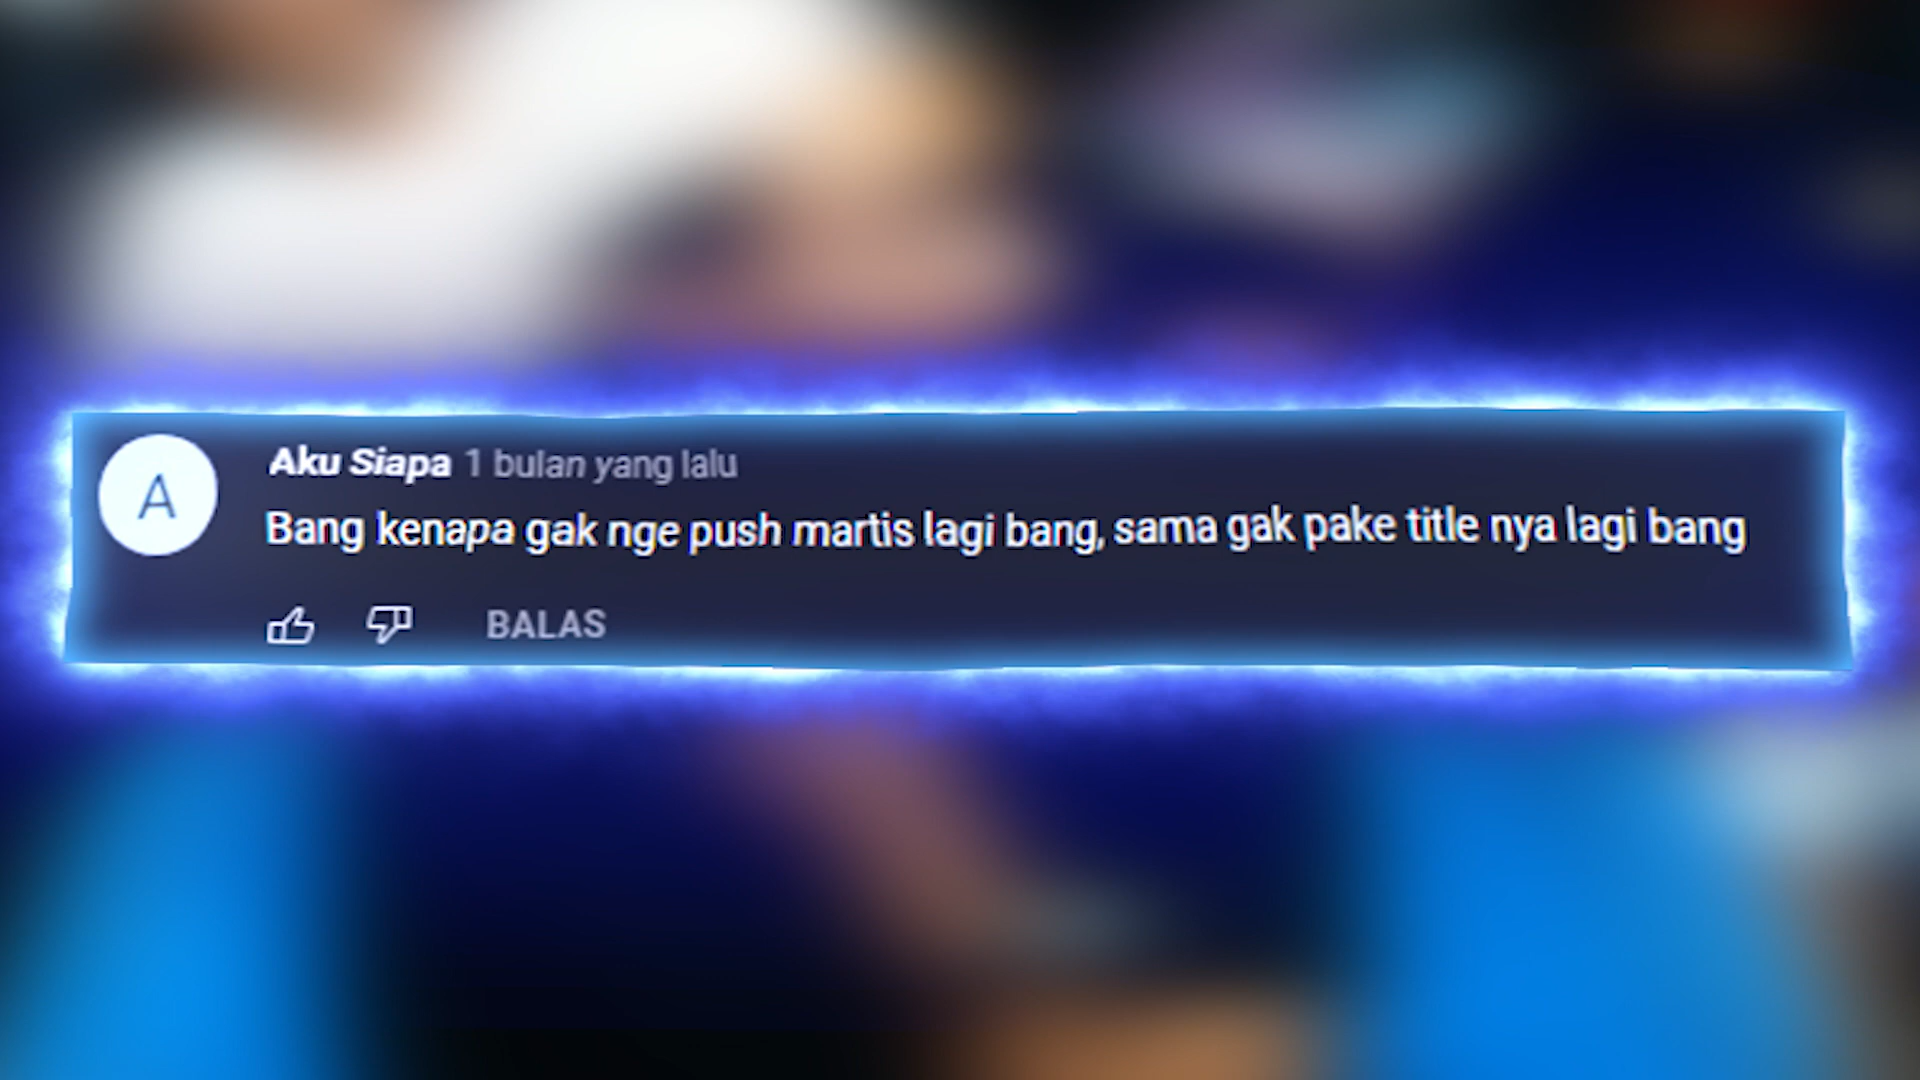 A
Aku Siapa 1 bulan yang lalu
Bang kenapa gak nge push martis lagi bang, sama gak pake title nya lagi bang
BALAS